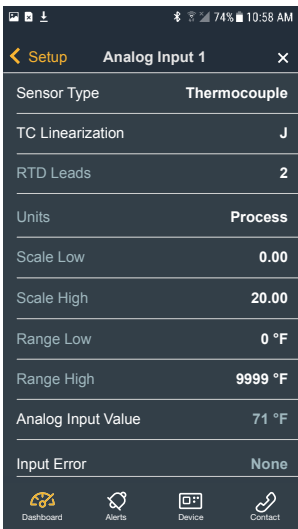 74% 10:58 AM
Setup Analog Input 1 ×
Sensor Type Thermocouple
TC Linearization J
RTD Leads 2
Units Process
Scale Low 0.00
Scale High 20.00
Range Low 0 °F
Range High 9999 °F
Analog Input Value 71 °F
Input Error None
Dashboard Alerts Device Contact